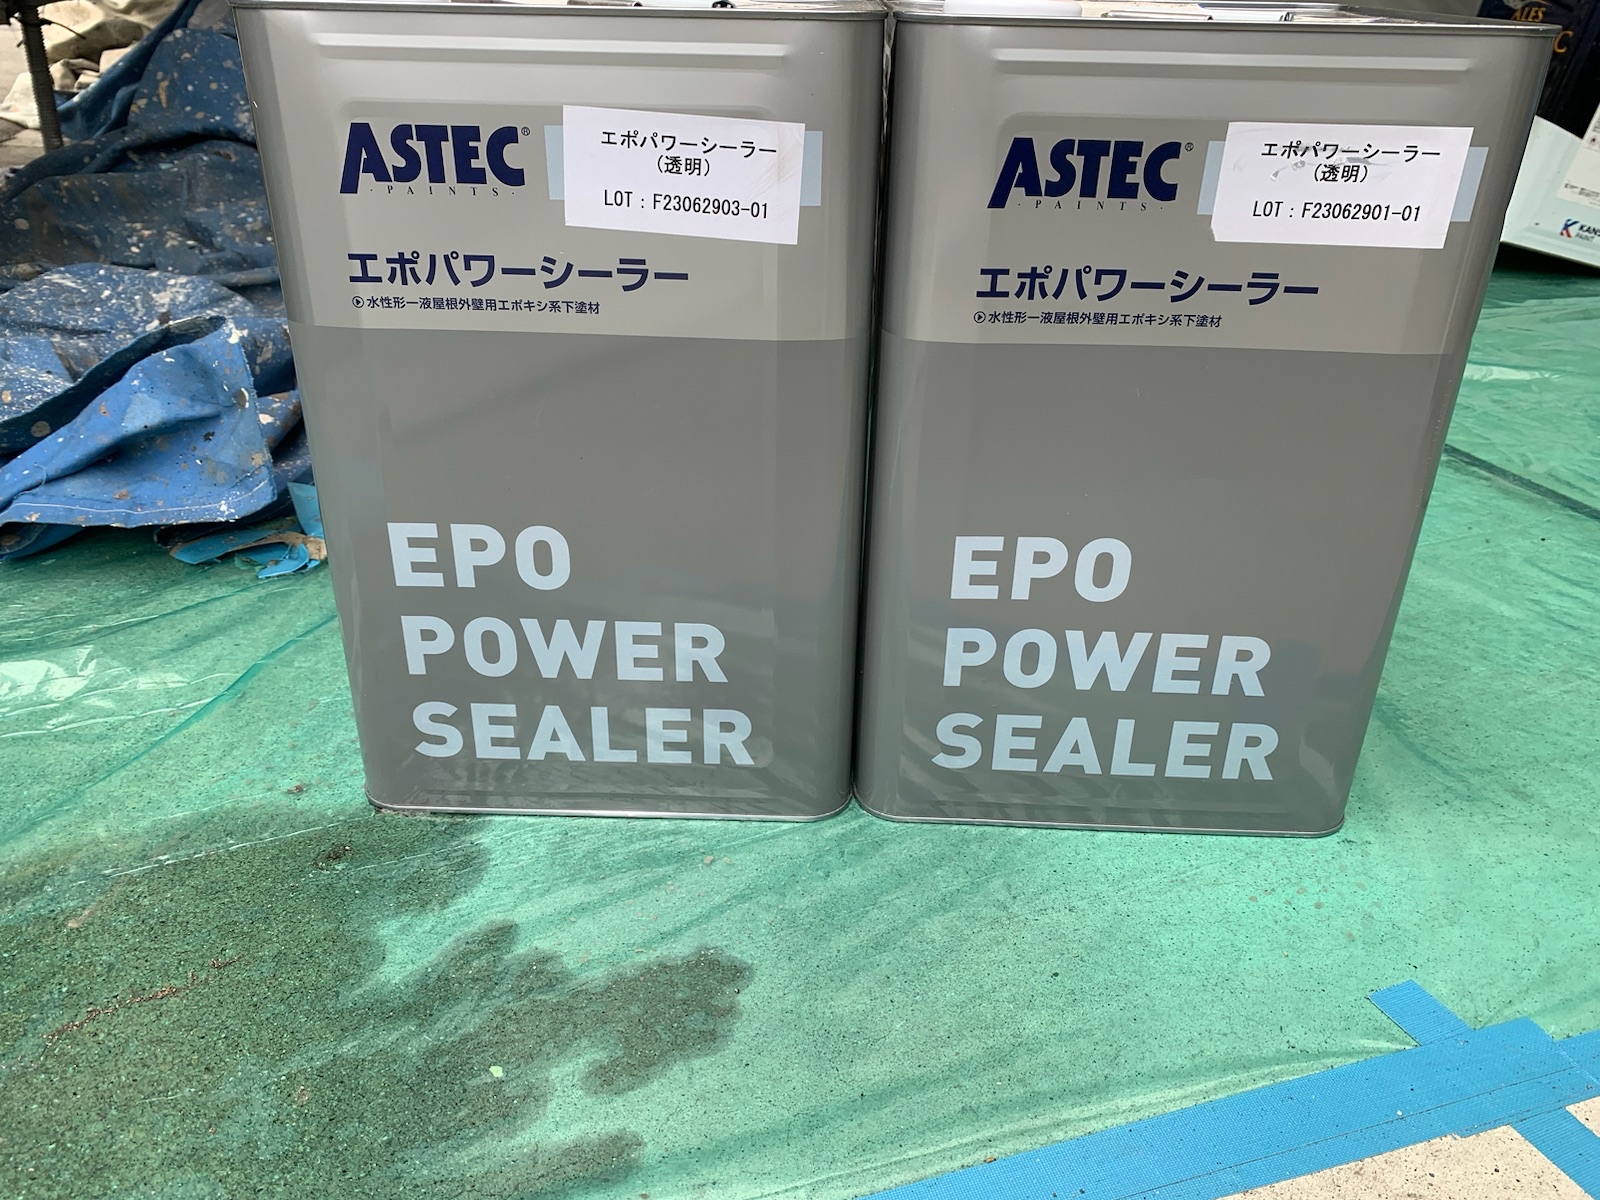 ASTEC®
・PAINTS・
エポパワーシーラー
(透明)
LOT：F23062903-01
エポパワーシーラー
水性形一液屋根外壁用エポキシ系下塗材
EPO
POWER
SEALER
ASTEC®
・PAINTS・
エポパワーシーラー
(透明)
LOT：F23062901-01
エポパワーシーラー
水性形一液屋根外壁用エポキシ系下塗材
EPO
POWER
SEALER
ALES
KANS
PAINT